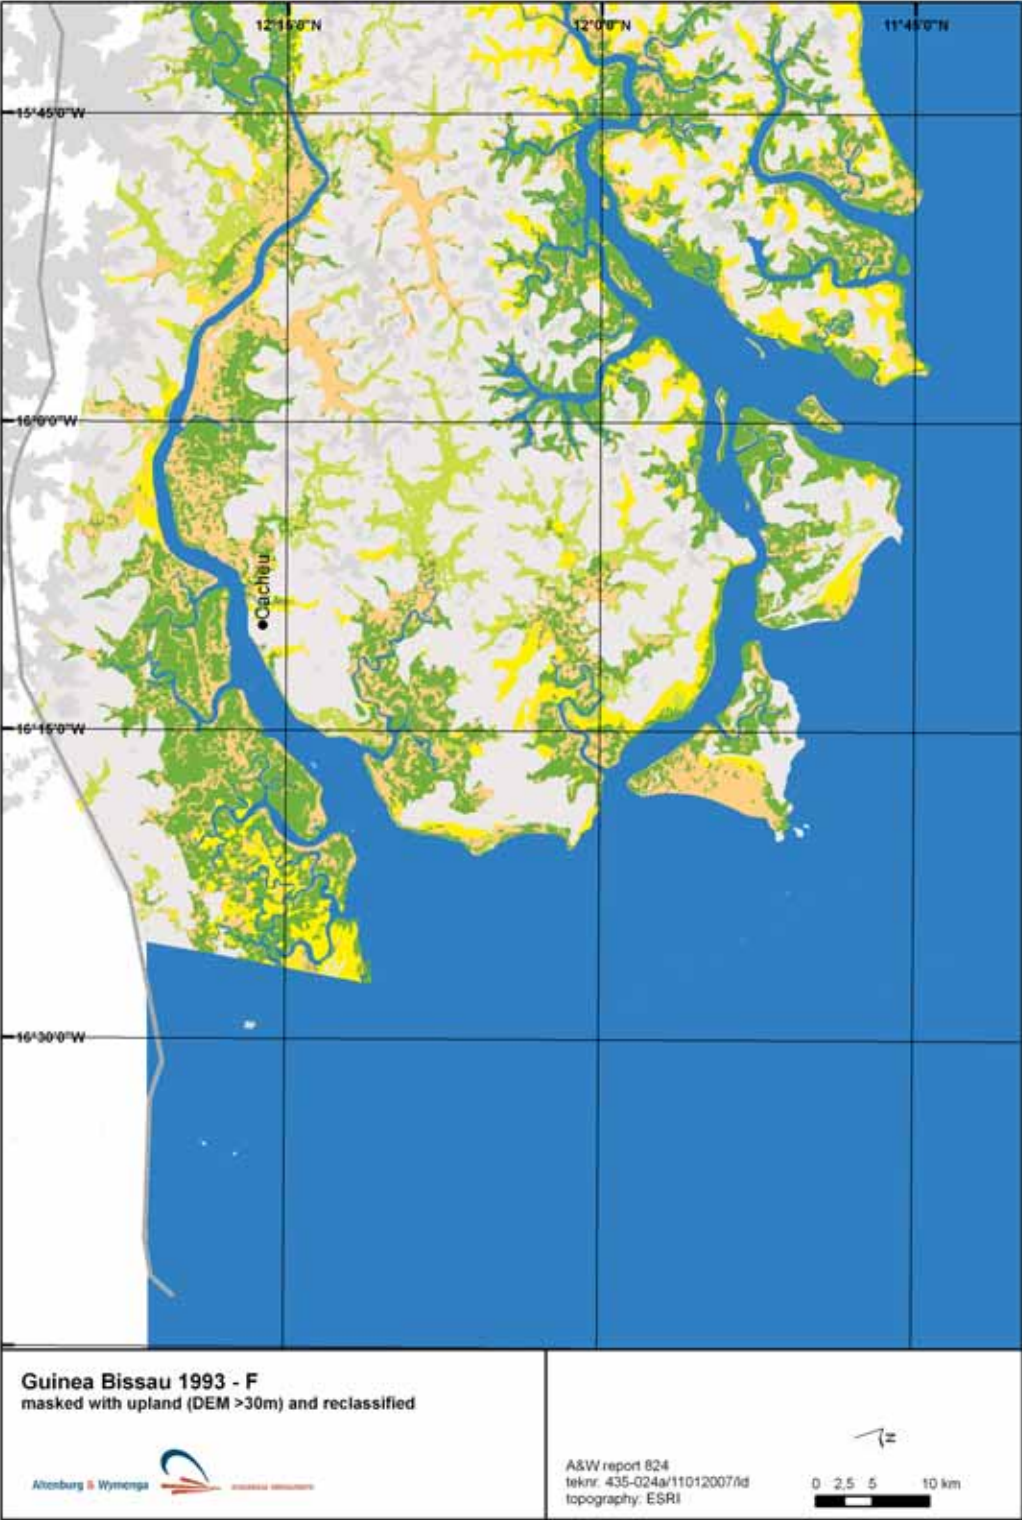 12°15'0"N
12°0'0"N
11°45'0"N
15°45'0"W
16°0'0"W
Cacheu
16°15'0"W
16°30'0"W
Guinea Bissau 1993 - F
masked with upland (DEM >30m) and reclassified
Altenburg & Wymenga
A&W report 824
teknr. 435-024a/11012007/ld
topography: ESRI
N
0 2,5 5 10 km